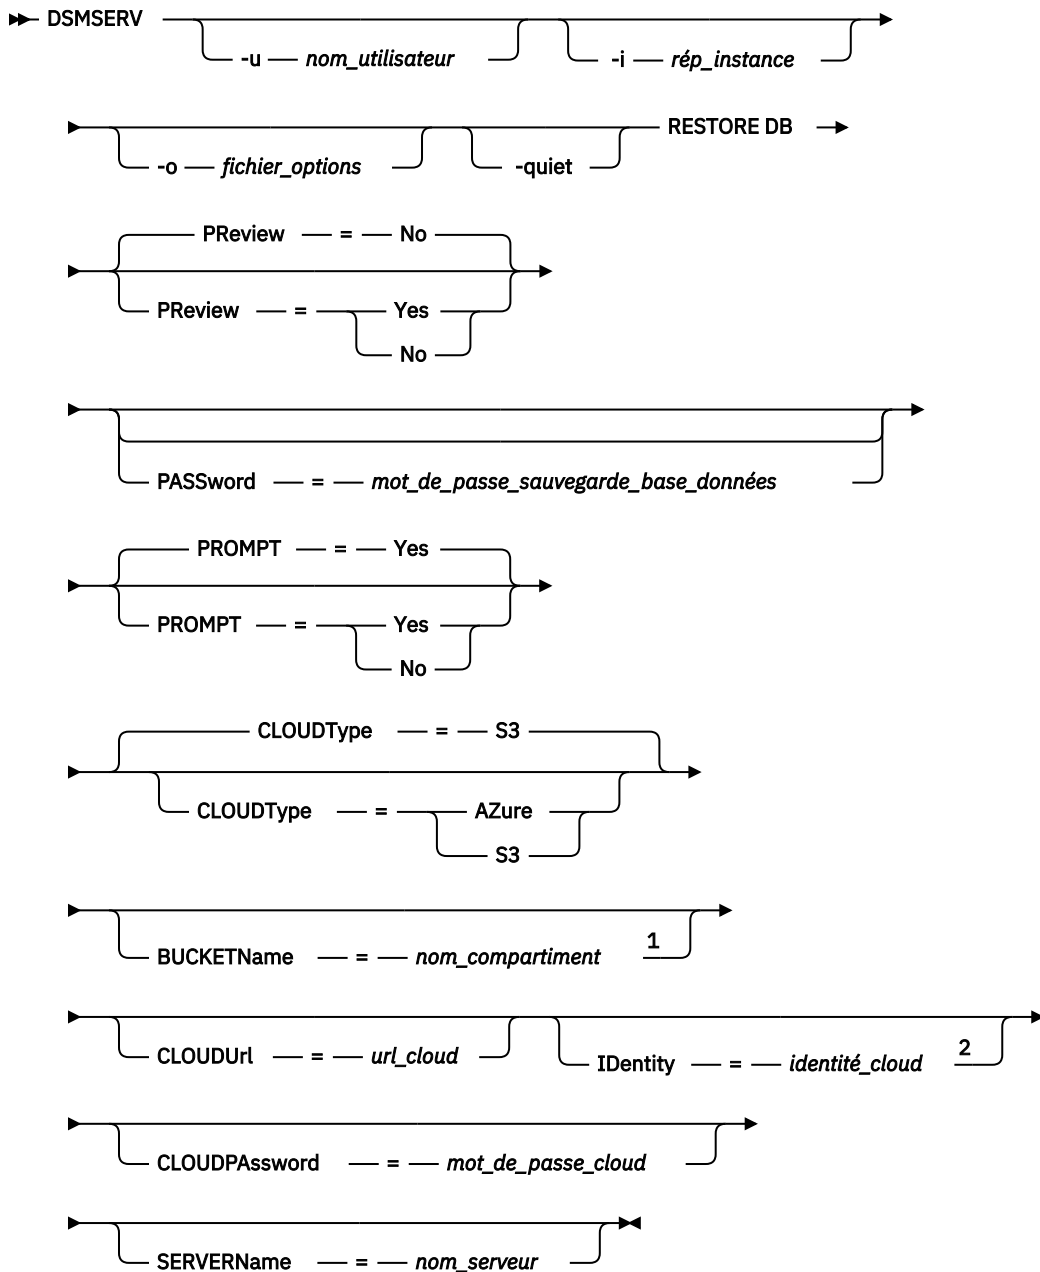 DSMSERV
-u nom_utilisateur -i rép_instance
RESTORE DB
-o fichier_options -quiet
PReview = No
PReview = Yes
No
PASSword = mot_de_passe_sauvegarde_base_données
PROMPT = Yes
PROMPT = Yes
No
CLOUDType = S3
CLOUDType = AZure
S3
BUCKETName = nom_compartiment 1
CLOUDUrl = url_cloud IDentity = identité_cloud 2
CLOUDPAssword = mot_de_passe_cloud
SERVERName = nom_serveur